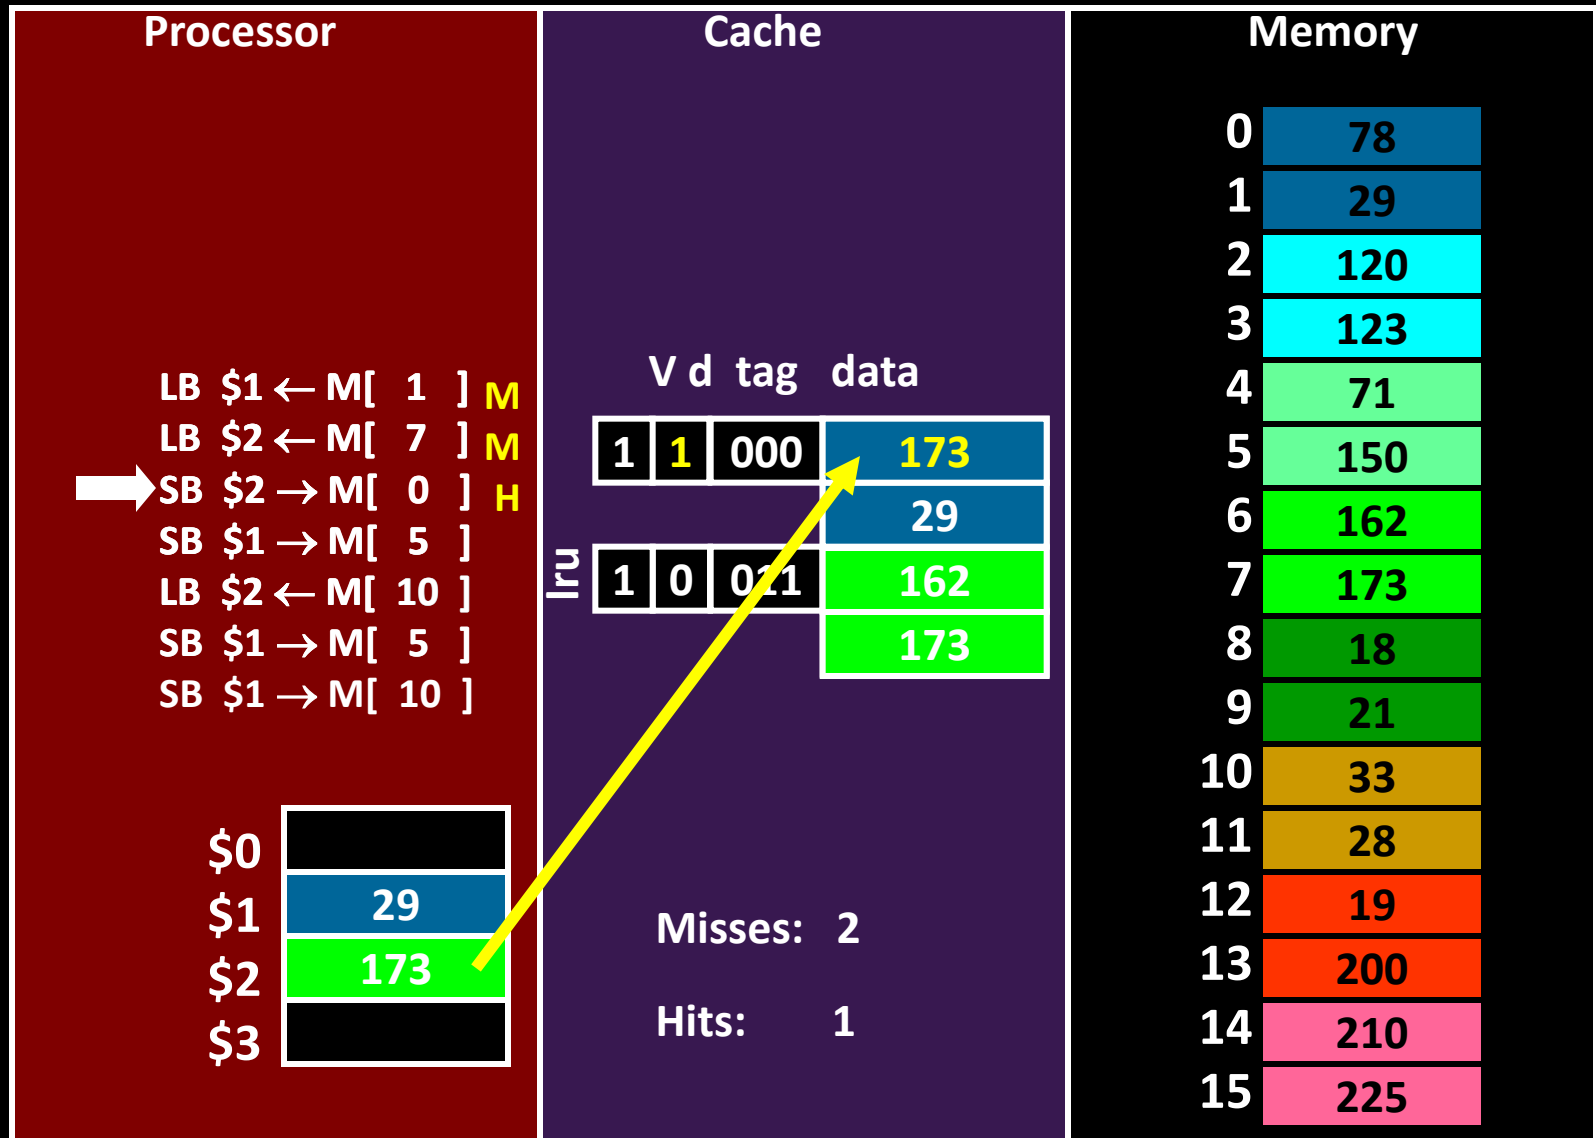 Processor
LB $1 ← M[ 1 ] M
LB $2 ← M[ 7 ] M
SB $2 → M[ 0 ] H
SB $1 → M[ 5 ]
LB $2 ← M[ 10 ]
SB $1 → M[ 5 ]
SB $1 → M[ 10 ]
$0
$1 29
$2 173
$3
Cache
V d tag data
1 1 000 173
29
lru 1 0 011 162
173
Misses: 2
Hits: 1
Memory
0 78
1 29
2 120
3 123
4 71
5 150
6 162
7 173
8 18
9 21
10 33
11 28
12 19
13 200
14 210
15 225